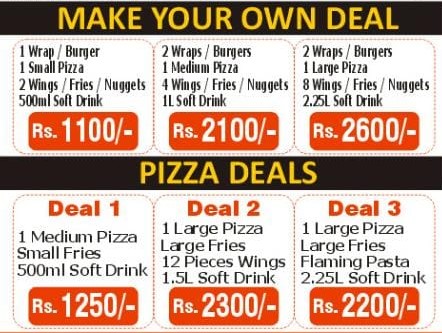 MAKE YOUR OWN DEAL
1 Wrap / Burger
1 Small Pizza
2 Wings / Fries / Nuggets
500ml Soft Drink
Rs. 1100/-
2 Wraps / Burgers
1 Medium Pizza
4 Wings / Fries / Nuggets
1L Soft Drink
Rs. 2100/-
2 Wraps / Burgers
1 Large Pizza
8 Wings / Fries / Nuggets
2.25L Soft Drink
Rs. 2600/-
PIZZA DEALS
Deal 1
1 Medium Pizza
Small Fries
500ml Soft Drink
Rs. 1250/-
Deal 2
1 Large Pizza
Large Fries
12 Pieces Wings
1.5L Soft Drink
Rs. 2300/-
Deal 3
1 Large Pizza
Large Fries
Flaming Pasta
2.25L Soft Drink
Rs. 2200/-